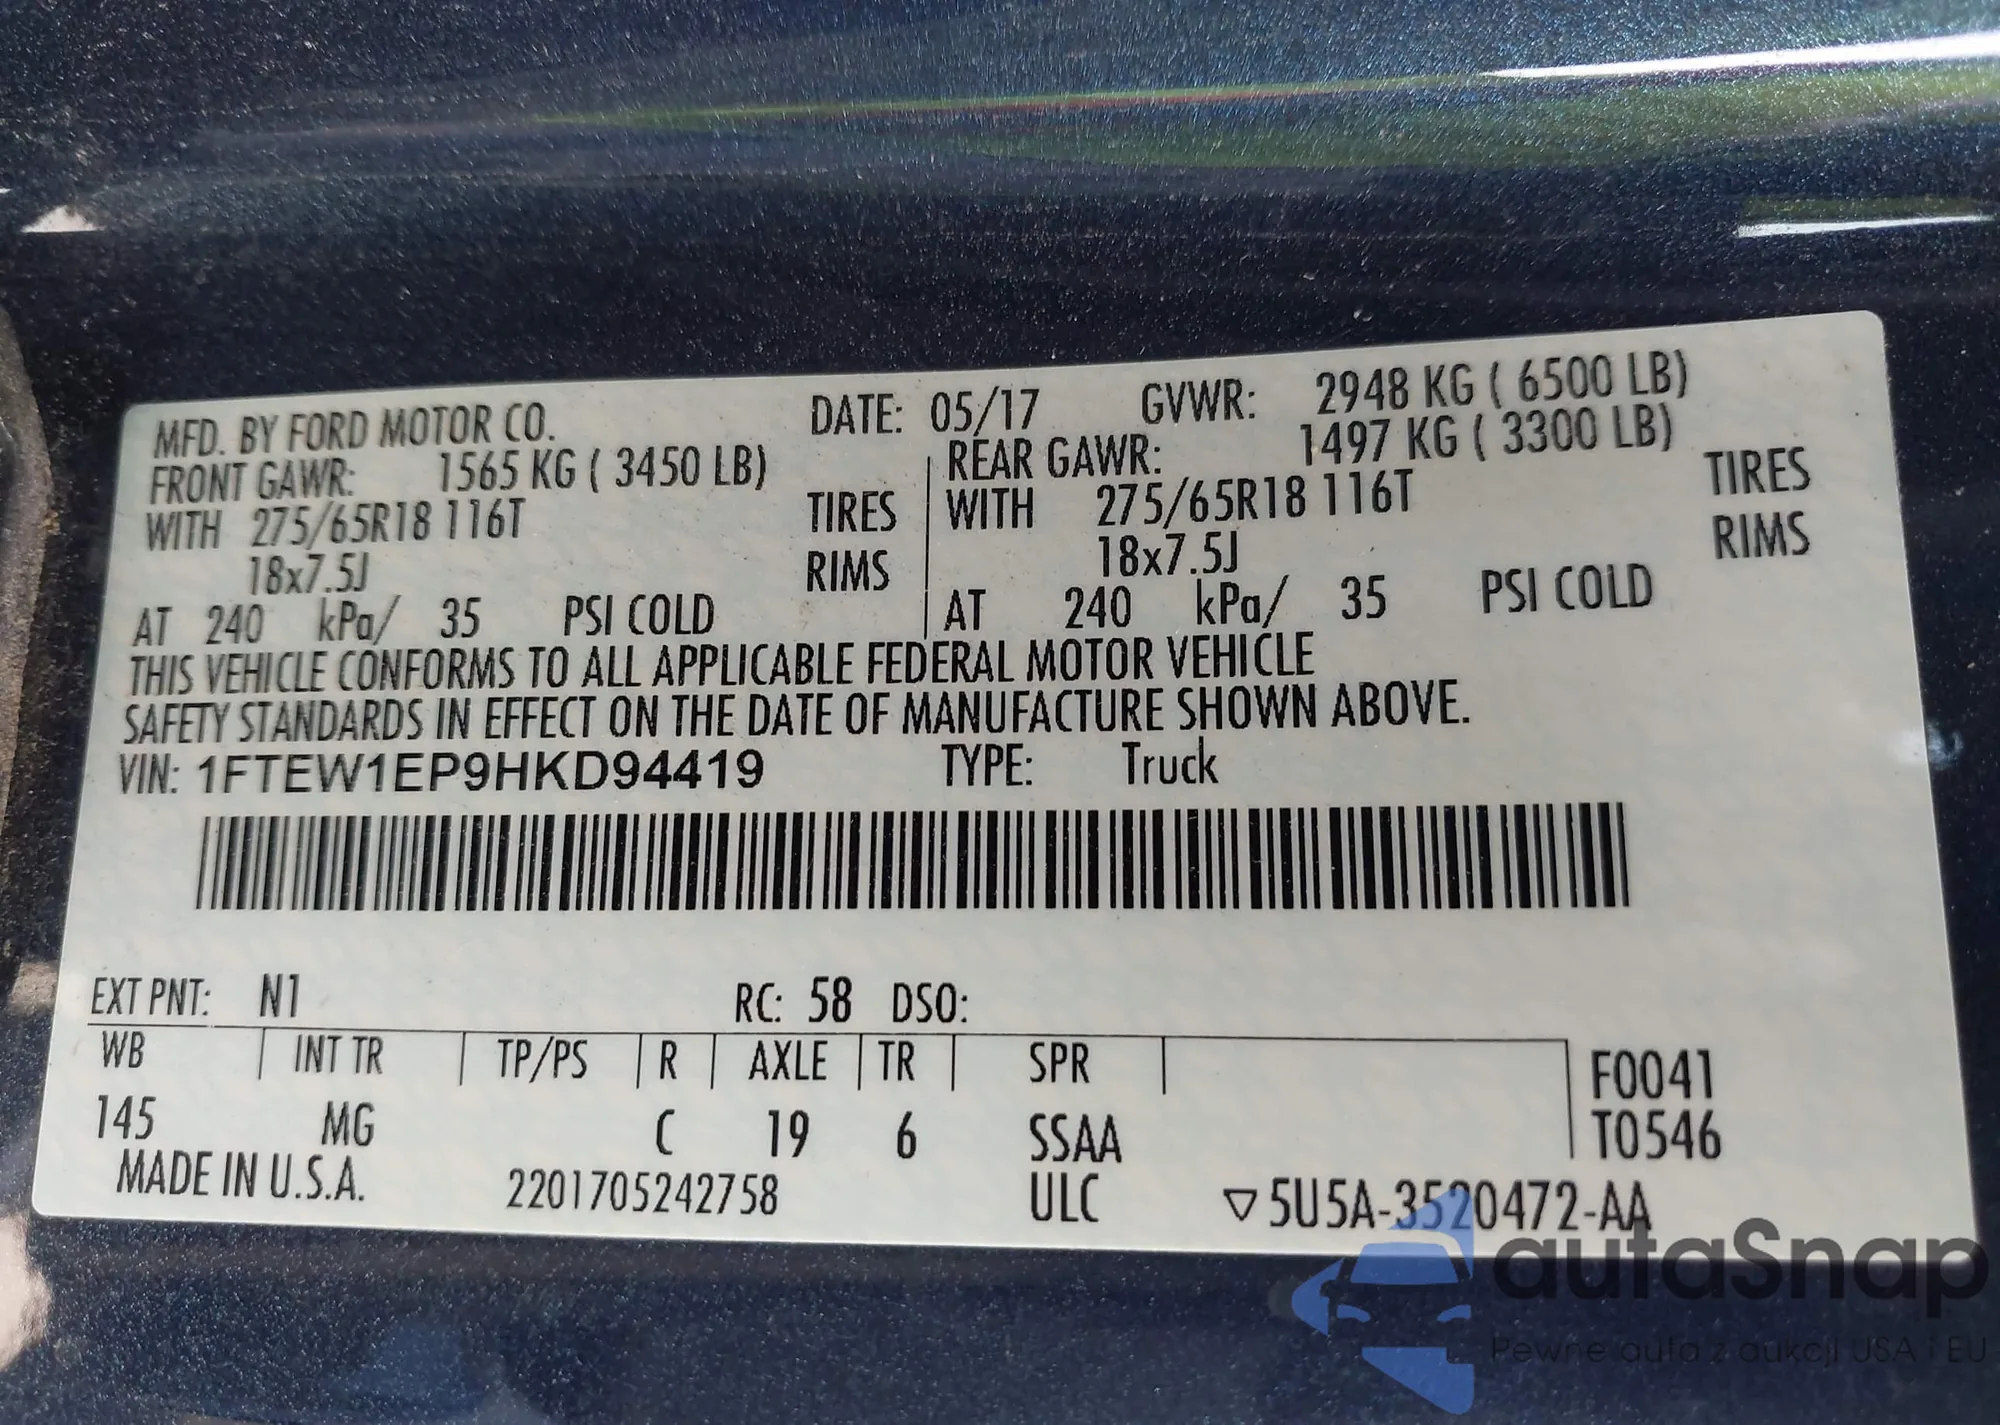 MFD. BY FORD MOTOR CO. DATE: 05/17 GVWR: 2948 KG ( 6500 LB)
FRONT GAWR: 1565 KG ( 3450 LB) REAR GAWR: 1497 KG ( 3300 LB)
WITH 275/65R18 116T TIRES WITH 275/65R18 116T TIRES
18x7.5J RIMS 18x7.5J RIMS
AT 240 kPa/ 35 PSI COLD AT 240 kPa/ 35 PSI COLD
THIS VEHICLE CONFORMS TO ALL APPLICABLE FEDERAL MOTOR VEHICLE
SAFETY STANDARDS IN EFFECT ON THE DATE OF MANUFACTURE SHOWN ABOVE.
VIN: 1FTEW1EP9HKD94419 TYPE: Truck
EXT PNT: N1 RC: 58 DSO:
WB INT TR TP/PS R AXLE TR SPR F0041
145 MG C 19 6 SSAA T0546
MADE IN U.S.A. 2201705242758 ULC ▽5U5A-3520472-AA
autaSnap
Pewne auta z aukcji USA i EU